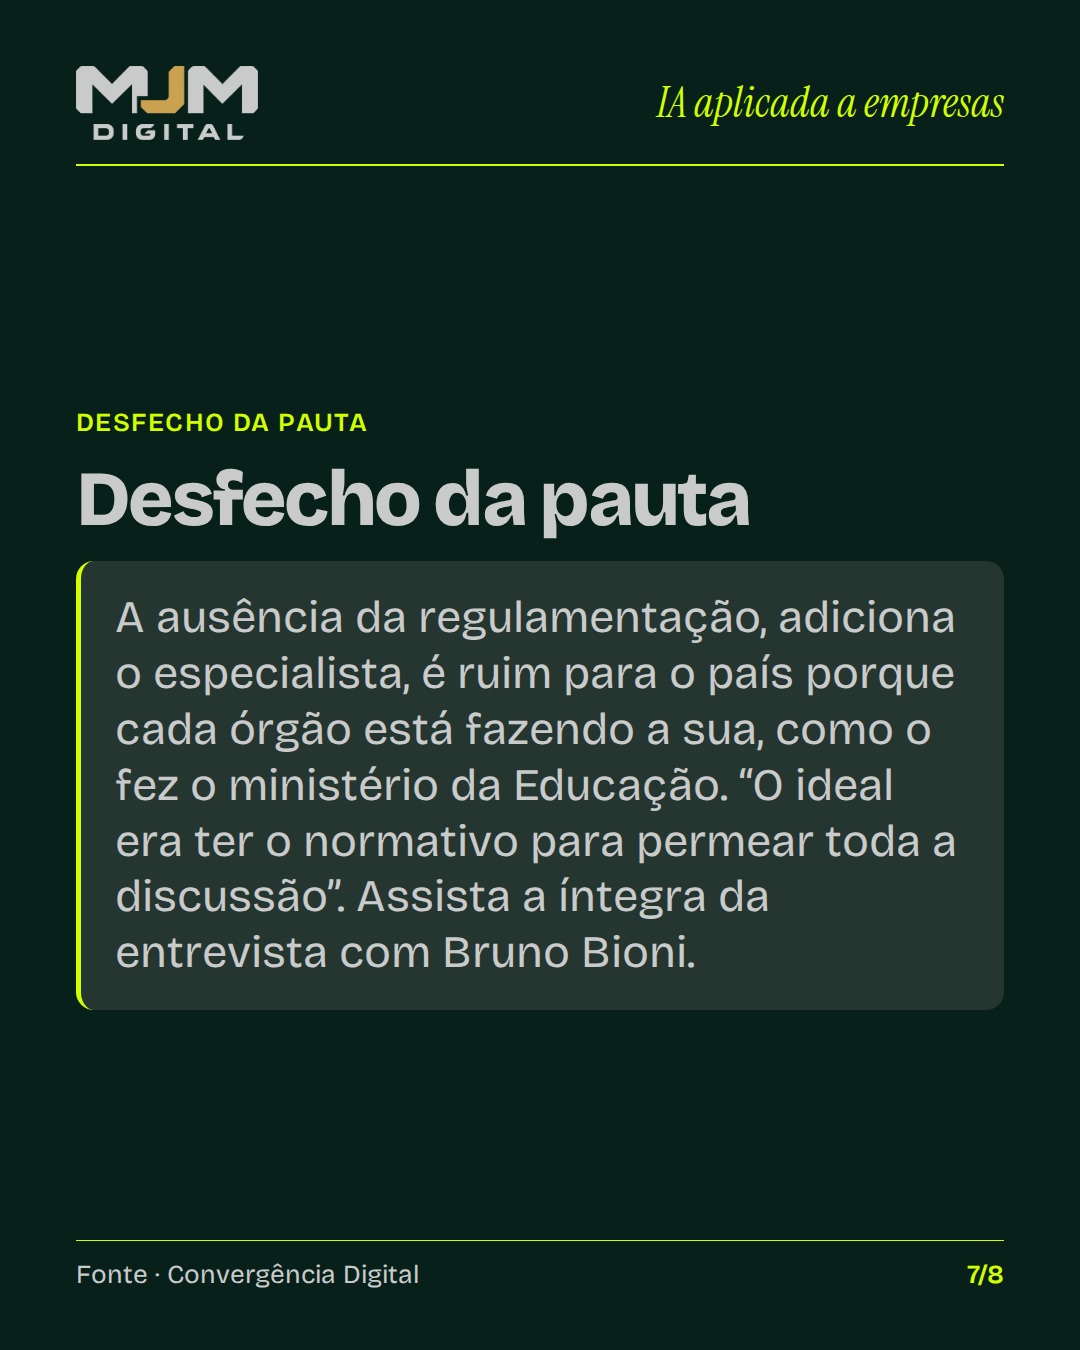 MJM
DIGITAL
IA aplicada a empresas
DESFECHO DA PAUTA
Desfecho da pauta
A ausência da regulamentação, adiciona
o especialista, é ruim para o país porque
cada órgão está fazendo a sua, como o
fez o ministério da Educação. “O ideal
era ter o normativo para permear toda a
discussão”. Assista a íntegra da
entrevista com Bruno Bioni.
Fonte · Convergência Digital
7/8